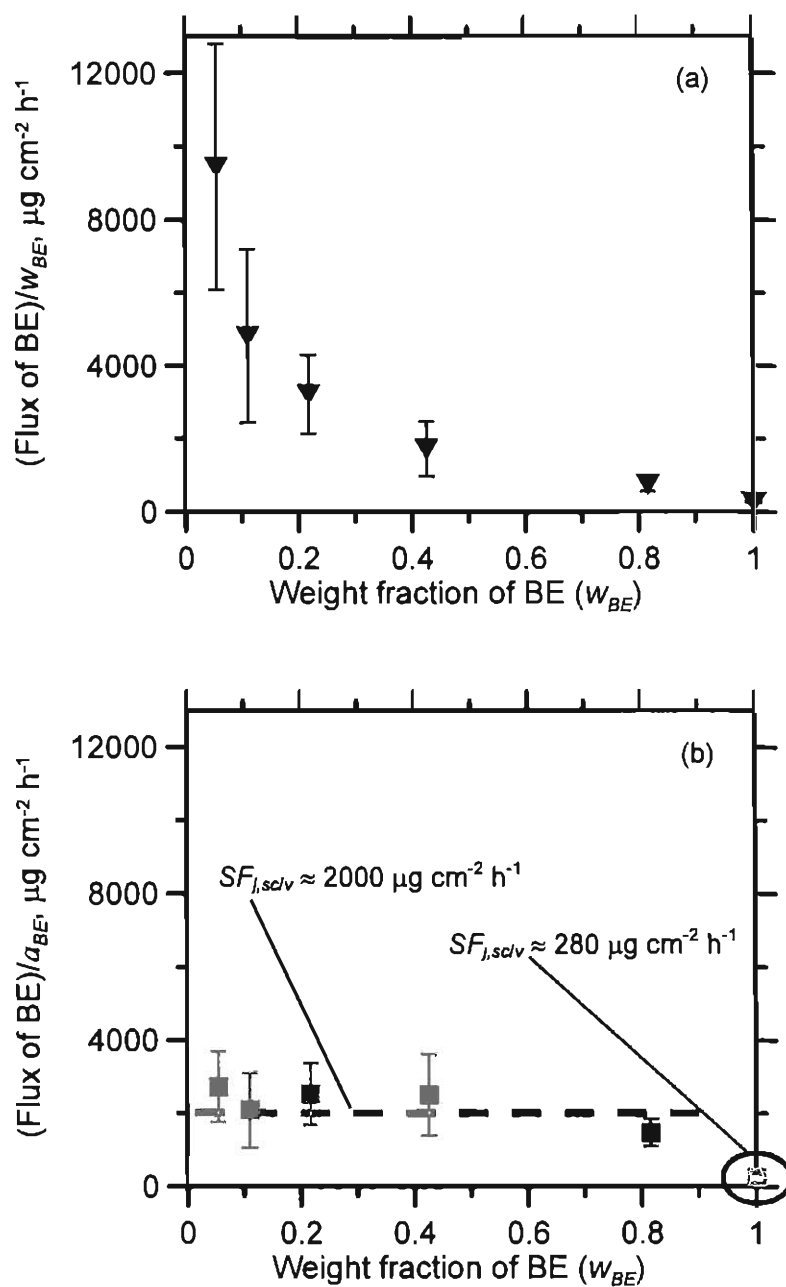 (a)
12000
8000
4000
0
(Flux of BE)/w_BE, μg cm⁻² h⁻¹
0 0.2 0.4 0.6 0.8 1
Weight fraction of BE (w_BE)
(b)
12000
8000
4000
0
(Flux of BE)/a_BE, μg cm⁻² h⁻¹
SF_j,sc/v ≈ 2000 μg cm⁻² h⁻¹
SF_j,sc/v ≈ 280 μg cm⁻² h⁻¹
0 0.2 0.4 0.6 0.8 1
Weight fraction of BE (w_BE)